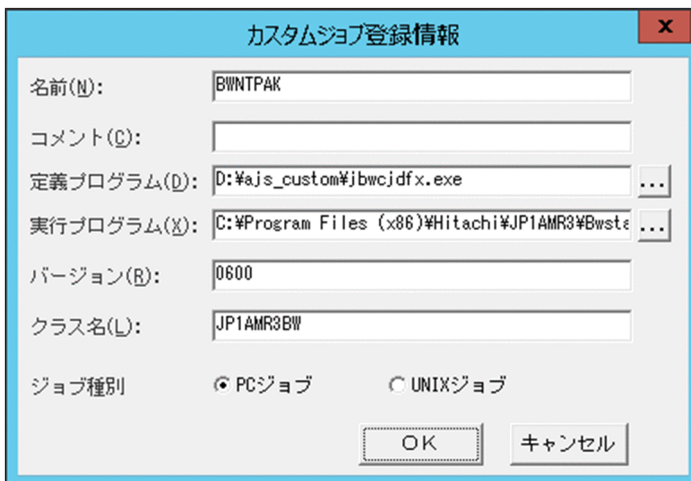 カスタムジョブ登録情報
x
名前(N):
BWNTPAK
コメント(C):
定義プログラム(D):
D:¥ajs_custom¥jbwcjdfx.exe
...
実行プログラム(X):
C:¥Program Files (x86)¥Hitachi¥JP1AMR3¥Bwsta
...
バージョン(R):
0600
クラス名(L):
JP1AMR3BW
ジョブ種別
PCジョブ
UNIXジョブ
OK
キャンセル